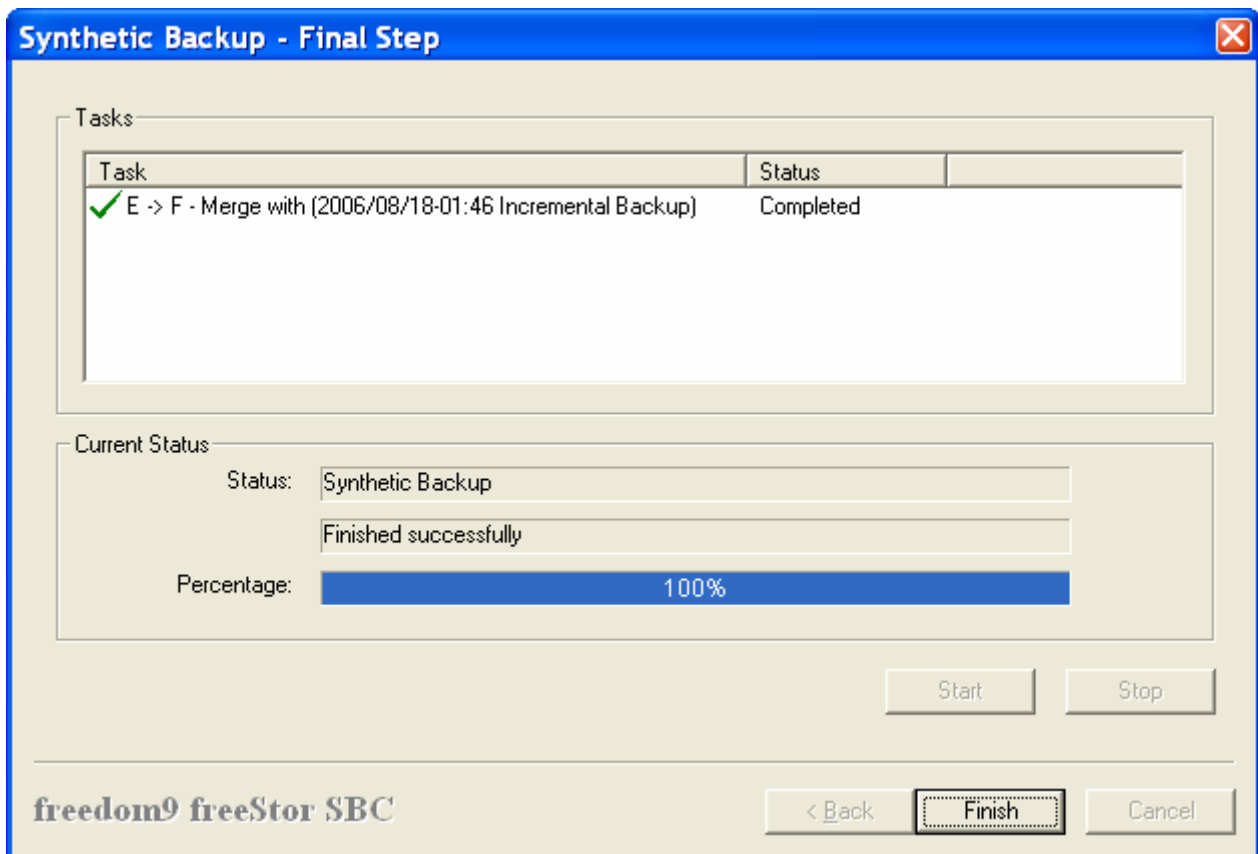 Synthetic Backup - Final Step
Tasks
Task Status
E -> F - Merge with (2006/08/18-01:46 Incremental Backup) Completed
Current Status
Status: Synthetic Backup
Finished successfully
Percentage: 100%
Start Stop
freedom9 freeStor SBC < Back Finish Cancel